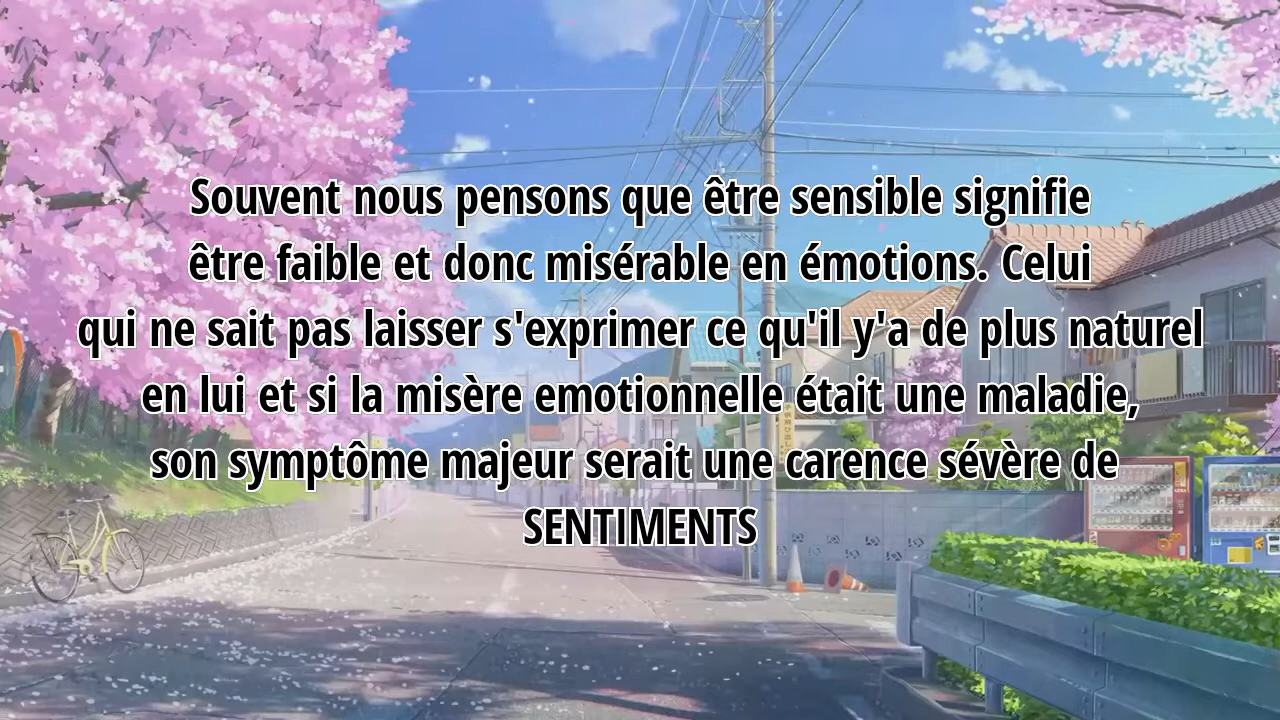 Souvent nous pensons que être sensible signifie
être faible et donc misérable en émotions. Celui
qui ne sait pas laisser s'exprimer ce qu'il y'a de plus naturel
en lui et si la misère emotionnelle était une maladie,
son symptôme majeur serait une carence sévère de
SENTIMENTS